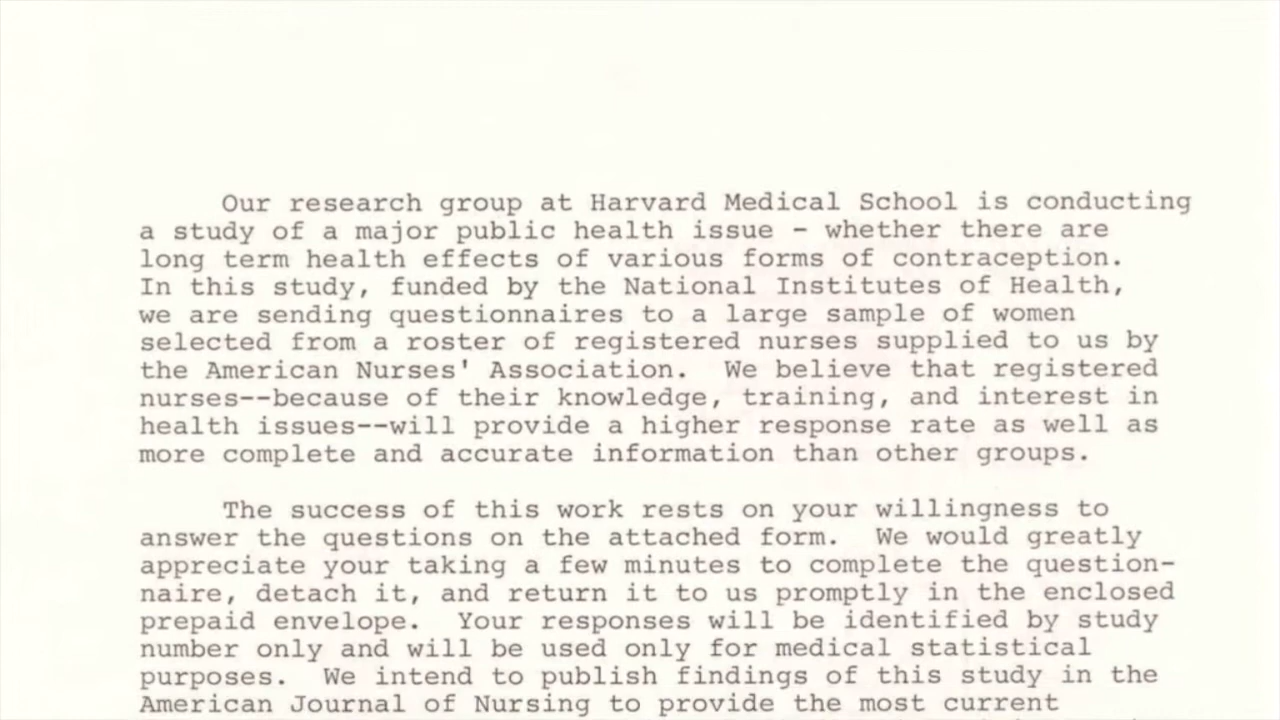 Our research group at Harvard Medical School is conducting
a study of a major public health issue - whether there are
long term health effects of various forms of contraception.
In this study, funded by the National Institutes of Health,
we are sending questionnaires to a large sample of women
selected from a roster of registered nurses supplied to us by
the American Nurses' Association.  We believe that registered
nurses--because of their knowledge, training, and interest in
health issues--will provide a higher response rate as well as
more complete and accurate information than other groups.
The success of this work rests on your willingness to
answer the questions on the attached form.  We would greatly
appreciate your taking a few minutes to complete the question-
naire, detach it, and return it to us promptly in the enclosed
prepaid envelope.  Your responses will be identified by study
number only and will be used only for medical statistical
purposes.  We intend to publish findings of this study in the
American Journal of Nursing to provide the most current